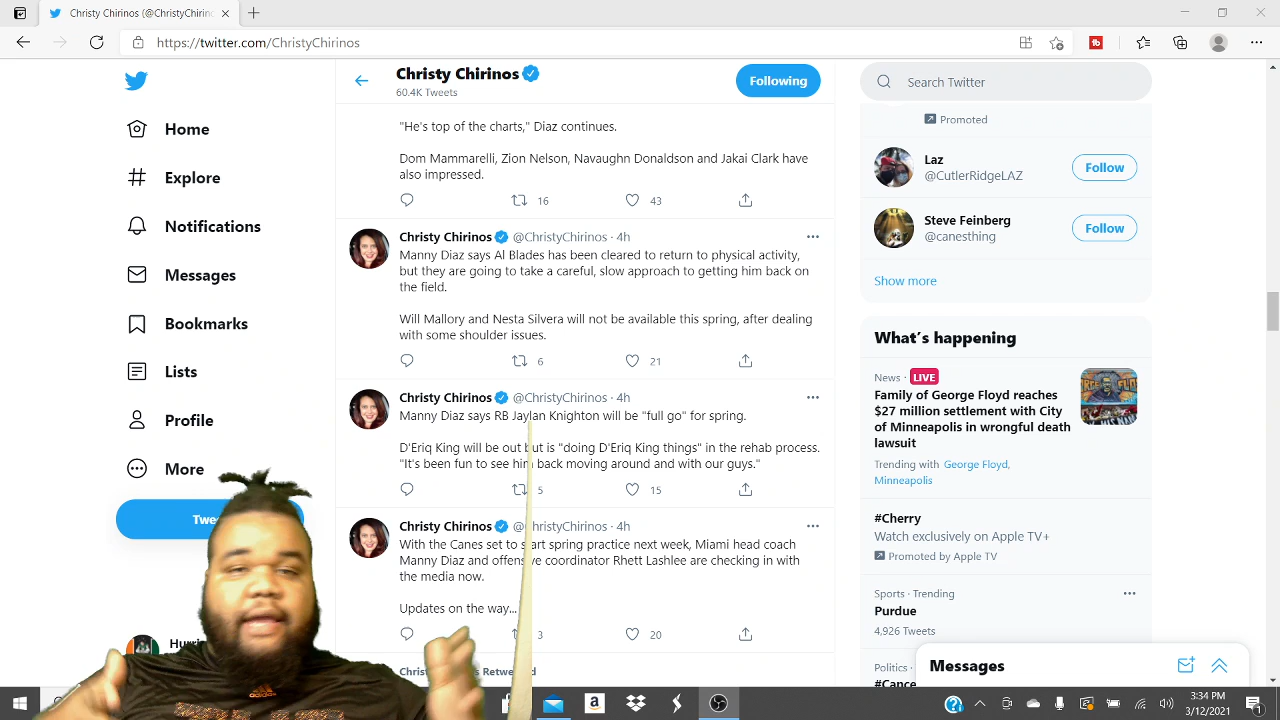 Christy Chirinos (@ChristyChirin
https://twitter.com/ChristyChirinos
Christy Chirinos
60.4K Tweets
Following
Search Twitter
Home
Explore
Notifications
Messages
Bookmarks
Lists
Profile
More
Hurri
"He's top of the charts," Diaz continues.
Dom Mammarelli, Zion Nelson, Navaughn Donaldson and Jakai Clark have
also impressed.
16 43
Christy Chirinos @ChristyChirinos · 4h
Manny Diaz says Al Blades has been cleared to return to physical activity,
but they are going to take a careful, slow approach to getting him back on
the field.
Will Mallory and Nesta Silvera will not be available this spring, after dealing
with some shoulder issues.
6 21
Christy Chirinos @ChristyChirinos · 4h
Manny Diaz says RB Jaylan Knighton will be "full go" for spring.
D'Eriq King will be out but is "doing D'Eriq King things" in the rehab process.
"It's been fun to see him back moving around and with our guys."
5 15
Christy Chirinos @ChristyChirinos · 4h
With the Canes set to start spring practice next week, Miami head coach
Manny Diaz and offensive coordinator Rhett Lashlee are checking in with
the media now.
Updates on the way...
3 20
Promoted
Laz
@CutlerRidgeLAZ
Follow
Steve Feinberg
@canesthing
Follow
Show more
What's happening
News · LIVE
Family of George Floyd reaches
$27 million settlement with City
of Minneapolis in wrongful death
lawsuit
Trending with George Floyd,
Minneapolis
#Cherry
Watch exclusively on Apple TV+
Promoted by Apple TV
Sports · Trending
Purdue
4,926 Tweets
Politics ·
#Cance
Messages
adidas
3:34 PM
3/12/2021